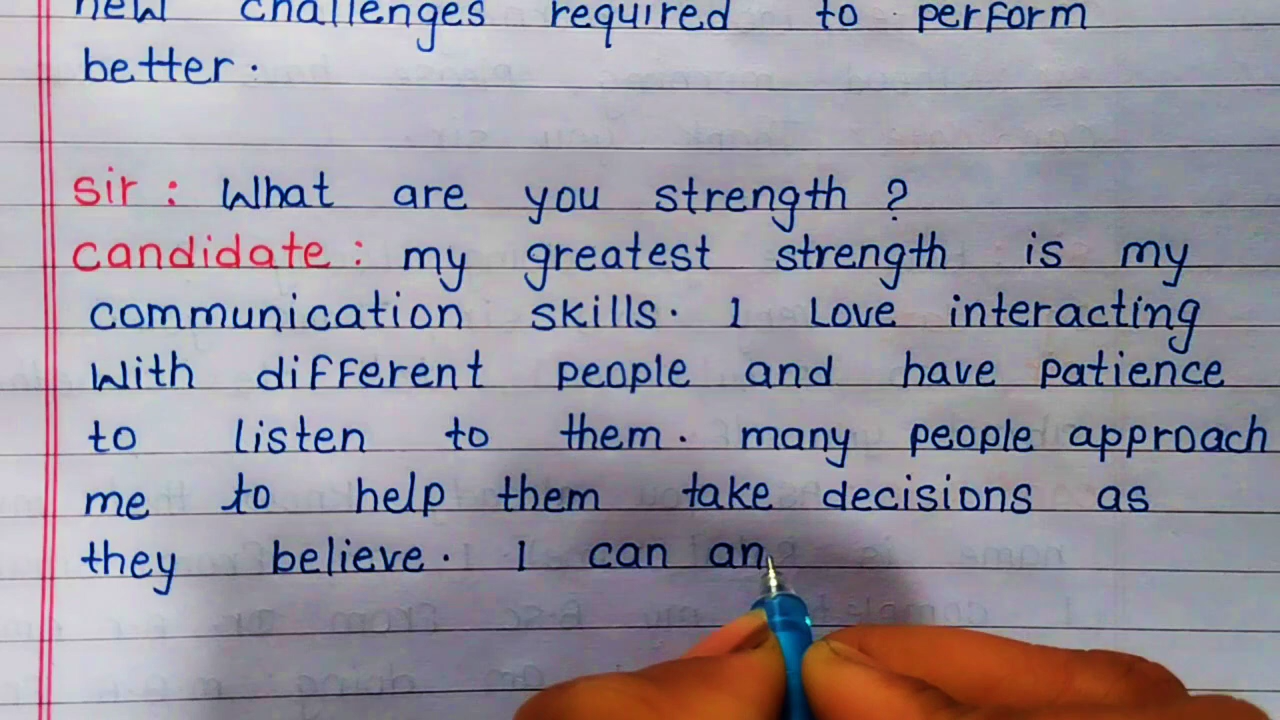 new challenges required to perform
better.
sir : What are you strength ?
candidate : my greatest strength is my
communication skills. I Love interacting
With different people and have patience
to listen to them. many people approach
me to help them take decisions as
they believe. I can an